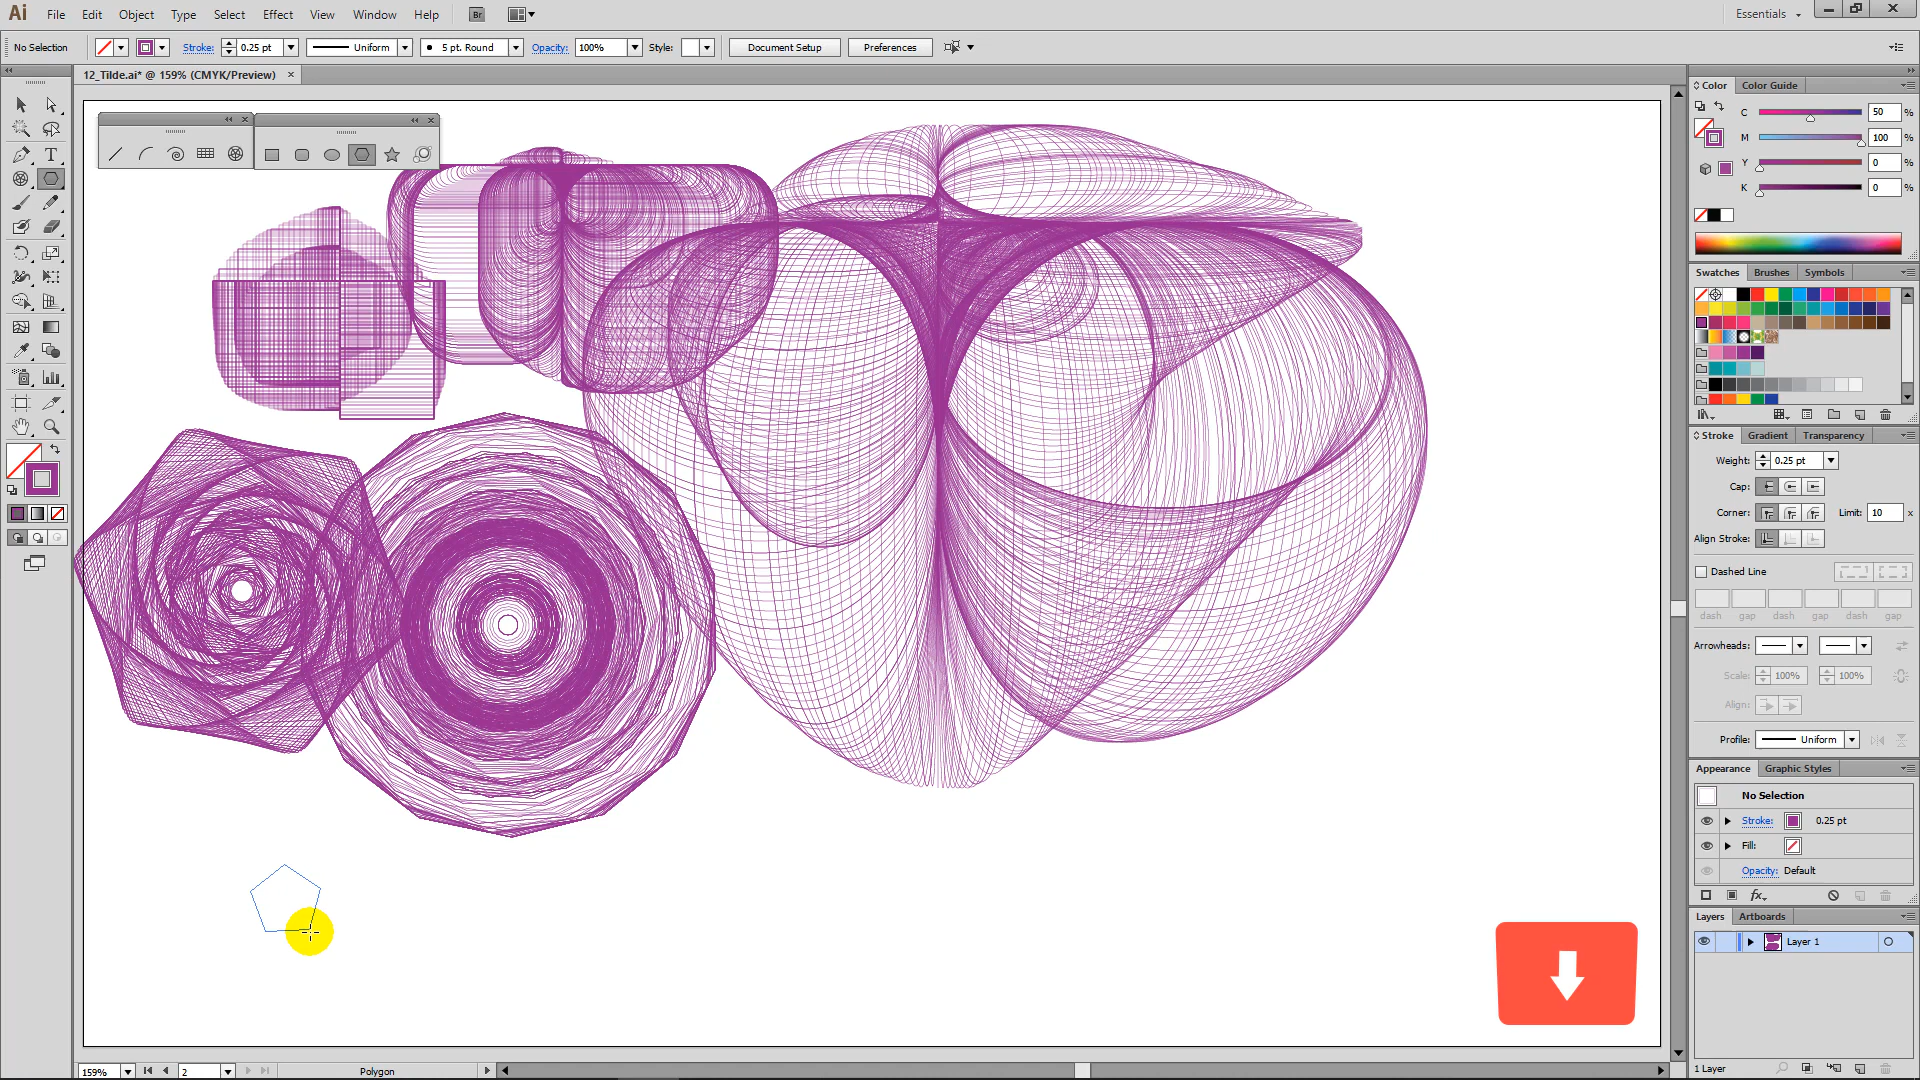 Ai File Edit Object Type Select Effect View Window Help Br Essentials
No Selection Stroke: 0.25 pt Uniform 5 pt. Round Opacity: 100% Style: Document Setup Preferences
12_Tilde.ai* @ 159% (CMYK/Preview)
Color Color Guide
C 50 %
M 100 %
Y 0 %
K 0 %
Swatches Brushes Symbols
Stroke Gradient Transparency
Weight: 0.25 pt
Cap:
Corner: Limit: 10 x
Align Stroke:
Dashed Line
dash gap dash gap dash gap
Arrowheads:
Scale: 100% 100%
Align:
Profile: Uniform
Appearance Graphic Styles
No Selection
Stroke: 0.25 pt
Fill:
Opacity: Default
fx
Layers Artboards
Layer 1
1 Layer
159% 2 Polygon